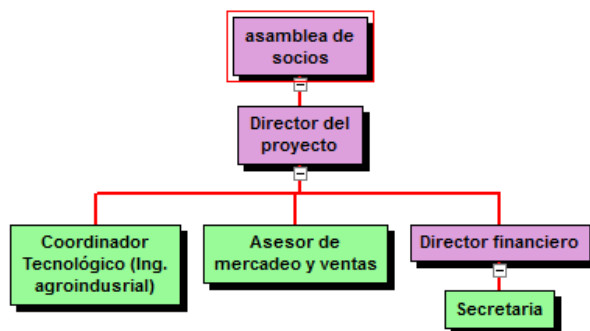 asamblea de
socios
Director del
proyecto
Coordinador
Tecnológico (Ing.
agroindusrial)
Asesor de
mercadeo y ventas
Director financiero
Secretaria